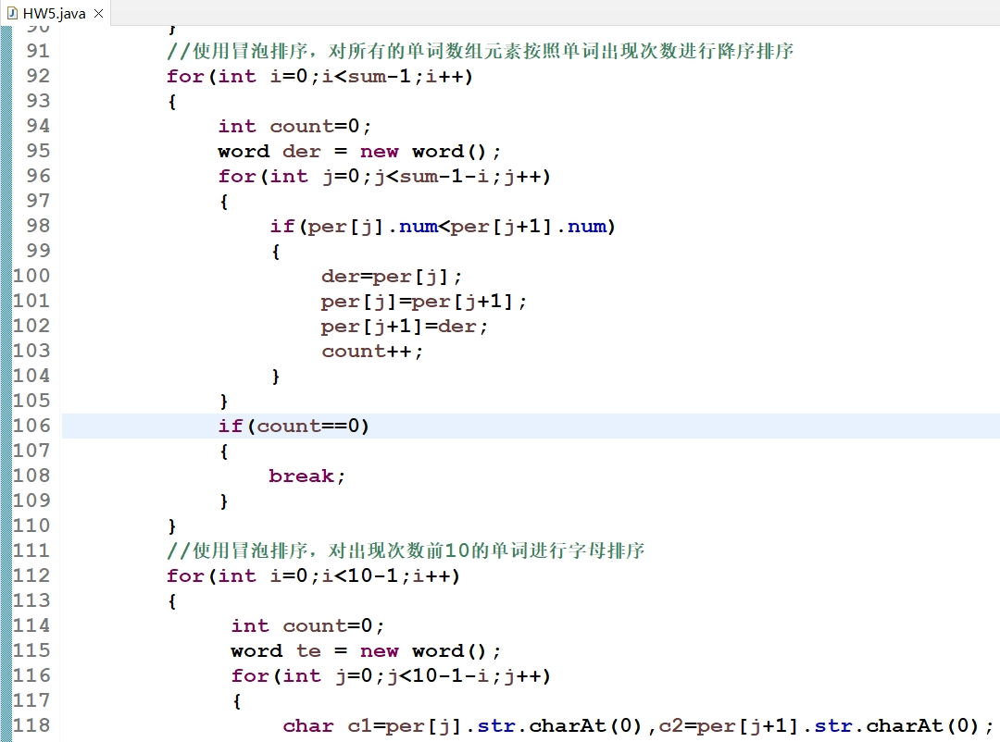 HW5.java
90 }
91 //使用冒泡排序，对所有的单词数组元素按照单词出现次数进行降序排序
92 for(int i=0;i<sum-1;i++)
93 {
94 int count=0;
95 word der = new word();
96 for(int j=0;j<sum-1-i;j++)
97 {
98 if(per[j].num<per[j+1].num)
99 {
100 der=per[j];
101 per[j]=per[j+1];
102 per[j+1]=der;
103 count++;
104 }
105 }
106 if(count==0)
107 {
108 break;
109 }
110 }
111 //使用冒泡排序，对出现次数前10的单词进行字母排序
112 for(int i=0;i<10-1;i++)
113 {
114 int count=0;
115 word te = new word();
116 for(int j=0;j<10-1-i;j++)
117 {
118 char c1=per[j].str.charAt(0),c2=per[j+1].str.charAt(0);